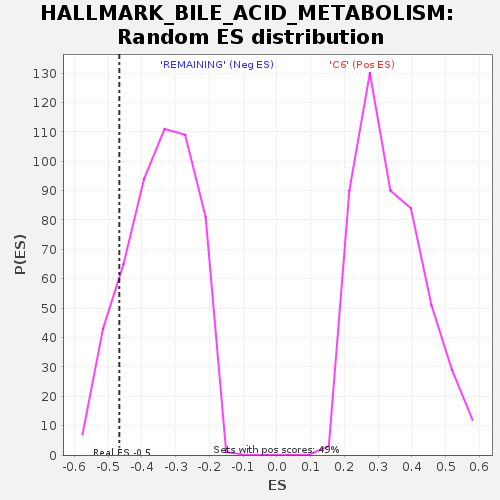 HALLMARK_BILE_ACID_METABOLISM:
Random ES distribution
'REMAINING' (Neg ES)
'C6' (Pos ES)
P(ES)
130
120
110
100
90
80
70
60
50
40
30
20
10
0
Real ES -0.5
Sets with pos scores: 49%
-0.6 -0.5 -0.4 -0.3 -0.2 -0.1 0.0 0.1 0.2 0.3 0.4 0.5 0.6
ES